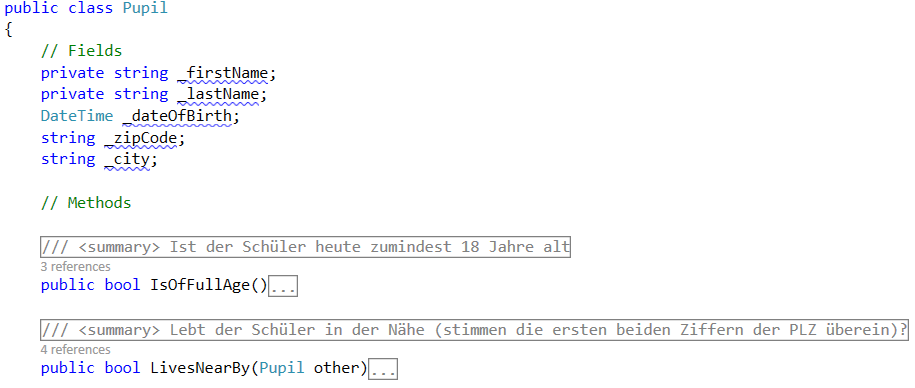 public class Pupil
{
// Fields
private string _firstName;
private string _lastName;
DateTime _dateOfBirth;
string _zipCode;
string _city;
// Methods
/// <summary> Ist der Schüler heute zumindest 18 Jahre alt
3 references
public bool IsOfFullAge()...
/// <summary> Lebt der Schüler in der Nähe (stimmen die ersten beiden Ziffern der PLZ überein)?
4 references
public bool LivesNearBy(Pupil other)...